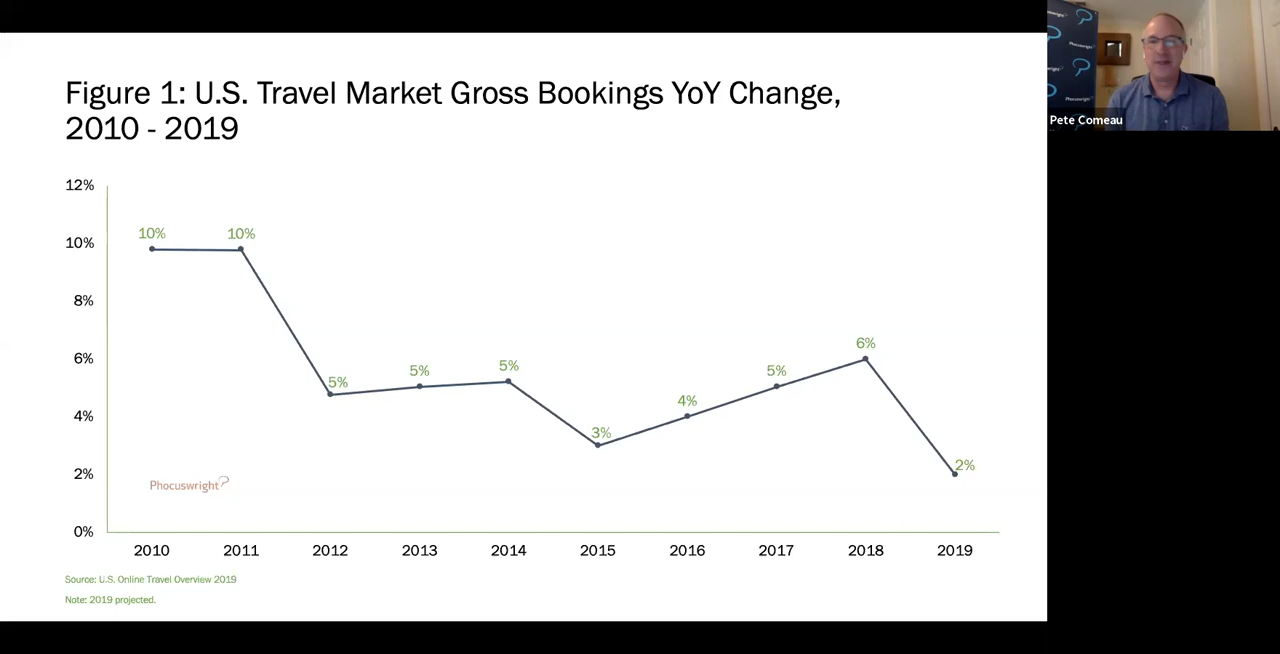 Figure 1: U.S. Travel Market Gross Bookings YoY Change,
2010 - 2019
12%
10%
8%
6%
4%
2%
0%
10%
10%
5%
5%
5%
3%
4%
5%
6%
2%
Phocuswright
2010 2011 2012 2013 2014 2015 2016 2017 2018 2019
Source: U.S. Online Travel Overview 2019
Note: 2019 projected.
Pete Comeau